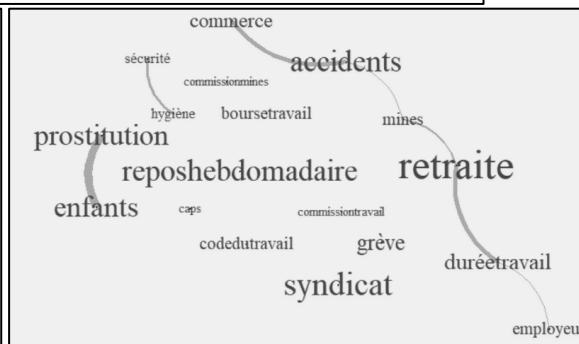 commerce
accidents
sécurité
commissionmines
hygiène
boursetravail
mines
prostitution
reposhebdomadaire
retraite
enfants
caps
commissiontravail
codedutravail
grève
duréetravail
syndicat
employeu